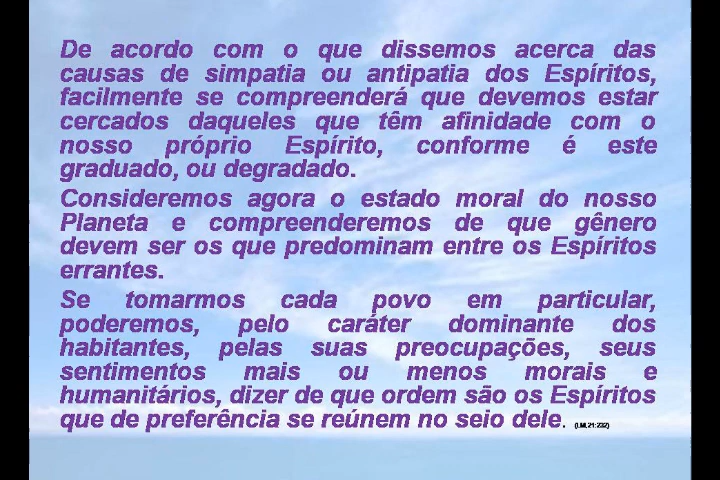 De acordo com o que dissemos acerca das
causas de simpatia ou antipatia dos Espíritos,
facilmente se compreenderá que devemos estar
cercados daqueles que têm afinidade com o
nosso próprio Espírito, conforme é este
graduado, ou degradado.
Consideremos agora o estado moral do nosso
Planeta e compreenderemos de que gênero
devem ser os que predominam entre os Espíritos
errantes.
Se tomarmos cada povo em particular,
poderemos, pelo caráter dominante dos
habitantes, pelas suas preocupações, seus
sentimentos mais ou menos morais e
humanitários, dizer de que ordem são os Espíritos
que de preferência se reúnem no seio dele. (LM,21:232)